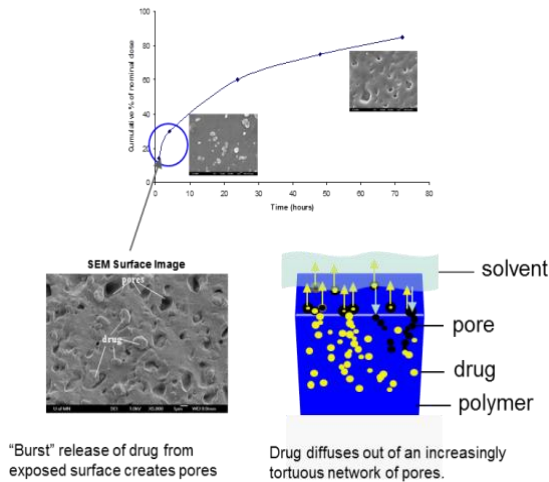 100
80
60
40
20
0
Cumulative % of nominal dose
0 10 20 30 40 50 60 70 80
Time (hours)
SEM Surface Image
pores
drug
solvent
pore
drug
polymer
“Burst” release of drug from
exposed surface creates pores
Drug diffuses out of an increasingly
tortuous network of pores.